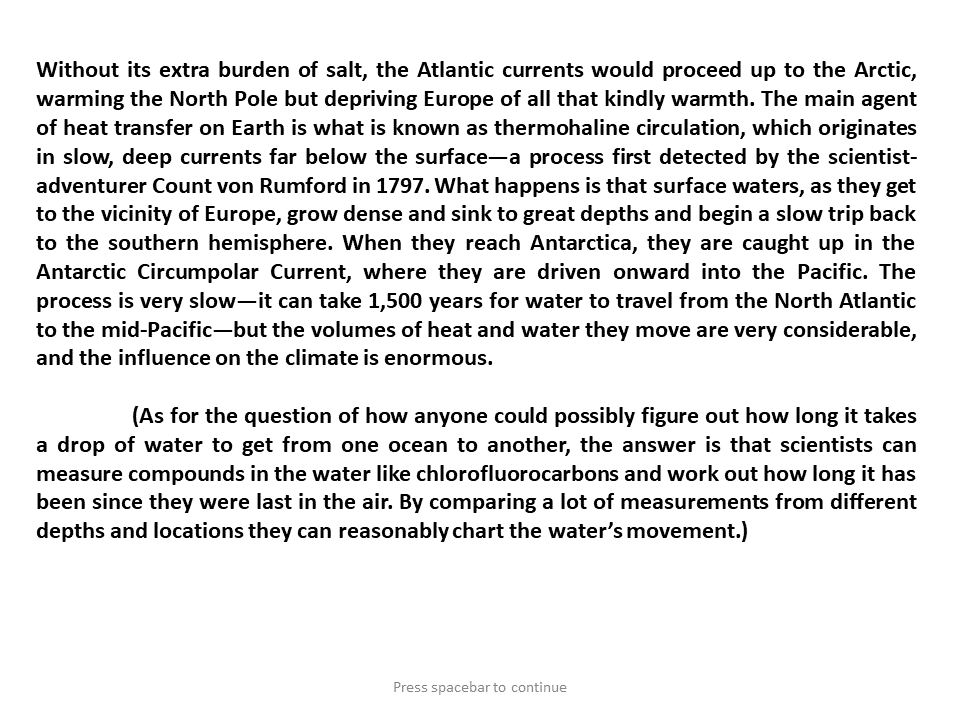 Without its extra burden of salt, the Atlantic currents would proceed up to the Arctic,
warming the North Pole but depriving Europe of all that kindly warmth. The main agent
of heat transfer on Earth is what is known as thermohaline circulation, which originates
in slow, deep currents far below the surface—a process first detected by the scientist-
adventurer Count von Rumford in 1797. What happens is that surface waters, as they get
to the vicinity of Europe, grow dense and sink to great depths and begin a slow trip back
to the southern hemisphere. When they reach Antarctica, they are caught up in the
Antarctic Circumpolar Current, where they are driven onward into the Pacific. The
process is very slow—it can take 1,500 years for water to travel from the North Atlantic
to the mid-Pacific—but the volumes of heat and water they move are very considerable,
and the influence on the climate is enormous.
(As for the question of how anyone could possibly figure out how long it takes
a drop of water to get from one ocean to another, the answer is that scientists can
measure compounds in the water like chlorofluorocarbons and work out how long it has
been since they were last in the air. By comparing a lot of measurements from different
depths and locations they can reasonably chart the water’s movement.)
Press spacebar to continue